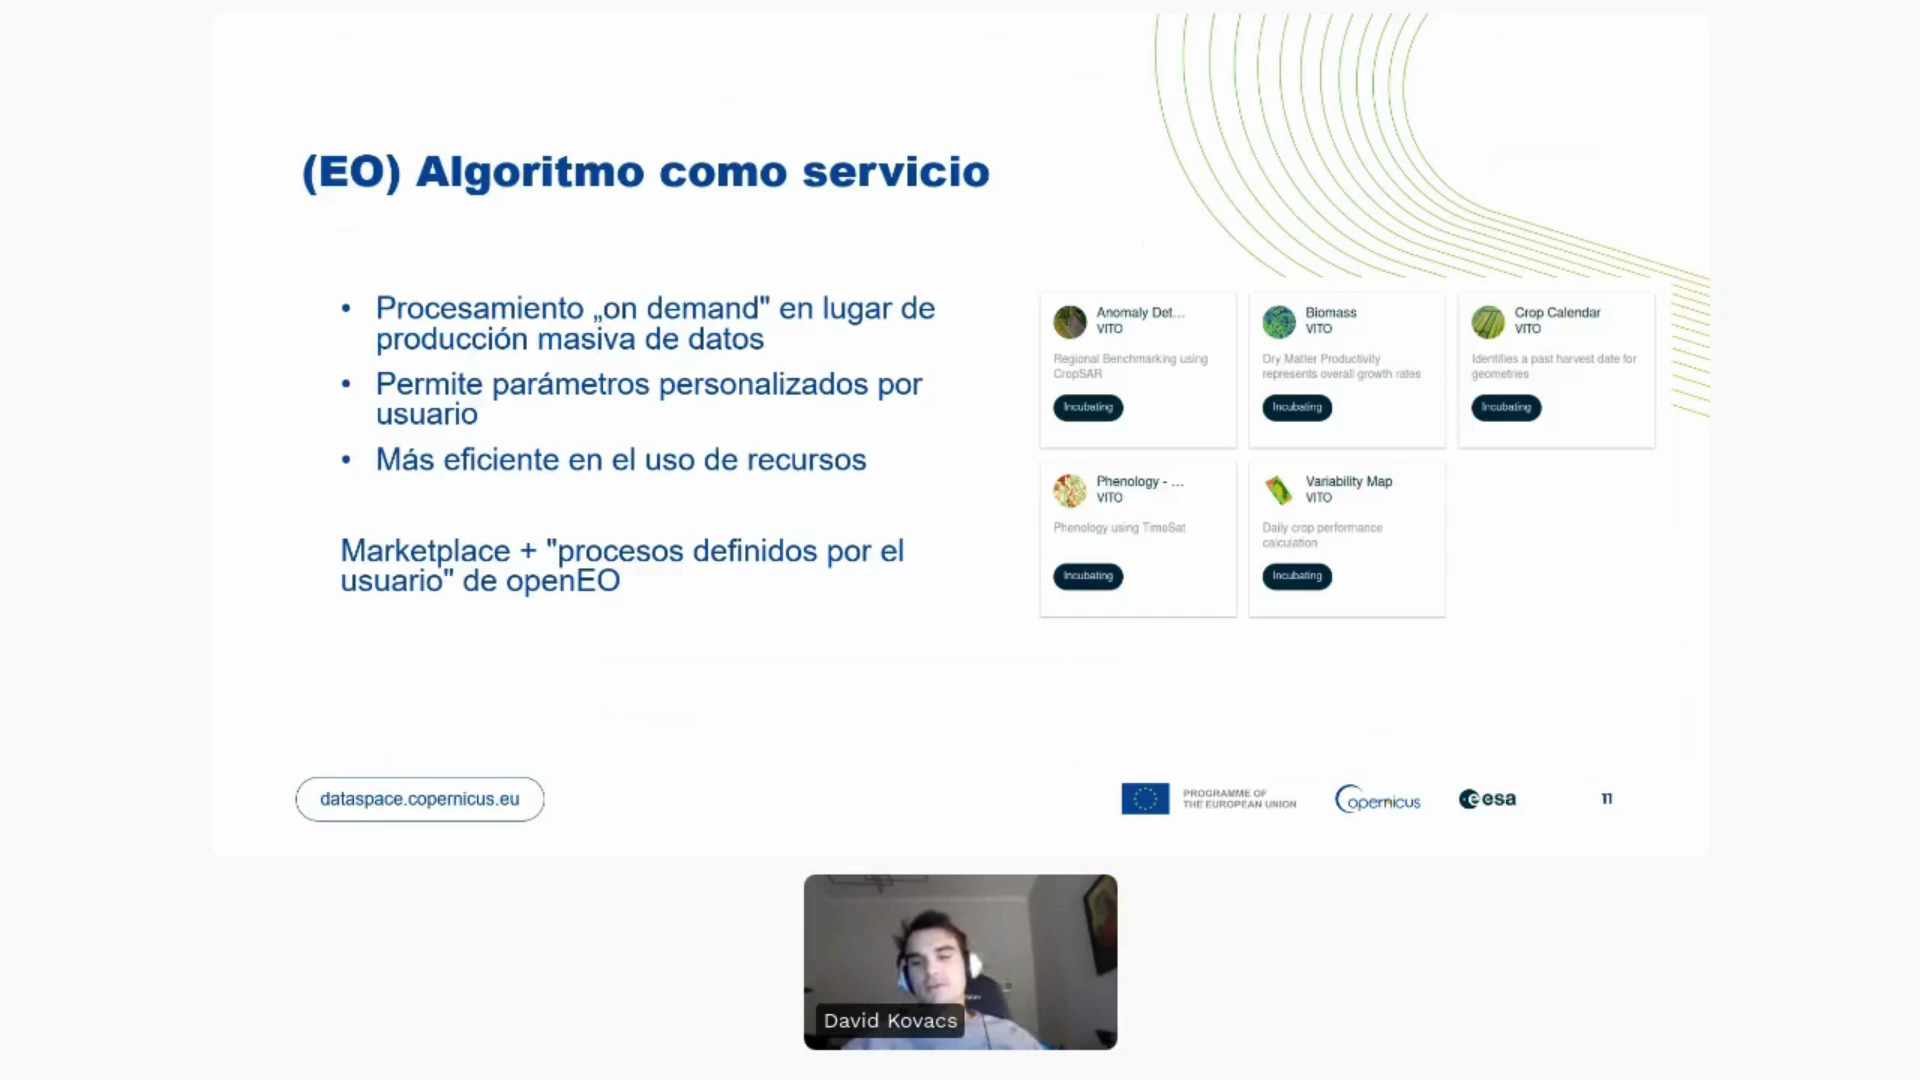 (EO) Algoritmo como servicio
• Procesamiento „on demand" en lugar de
producción masiva de datos
• Permite parámetros personalizados por
usuario
• Más eficiente en el uso de recursos
Marketplace + "procesos definidos por el
usuario" de openEO
Anomaly Det...
VITO
Regional Benchmarking using
CropSAR
Incubating
Biomass
VITO
Dry Matter Productivity
represents overall growth rates
Incubating
Crop Calendar
VITO
Identifies a past harvest date for
geometries
Incubating
Phenology - ...
VITO
Phenology using TimeSat
Incubating
Variability Map
VITO
Daily crop performance
calculation
Incubating
dataspace.copernicus.eu
PROGRAMME OF
THE EUROPEAN UNION
opernicus
esa
11
David Kovacs